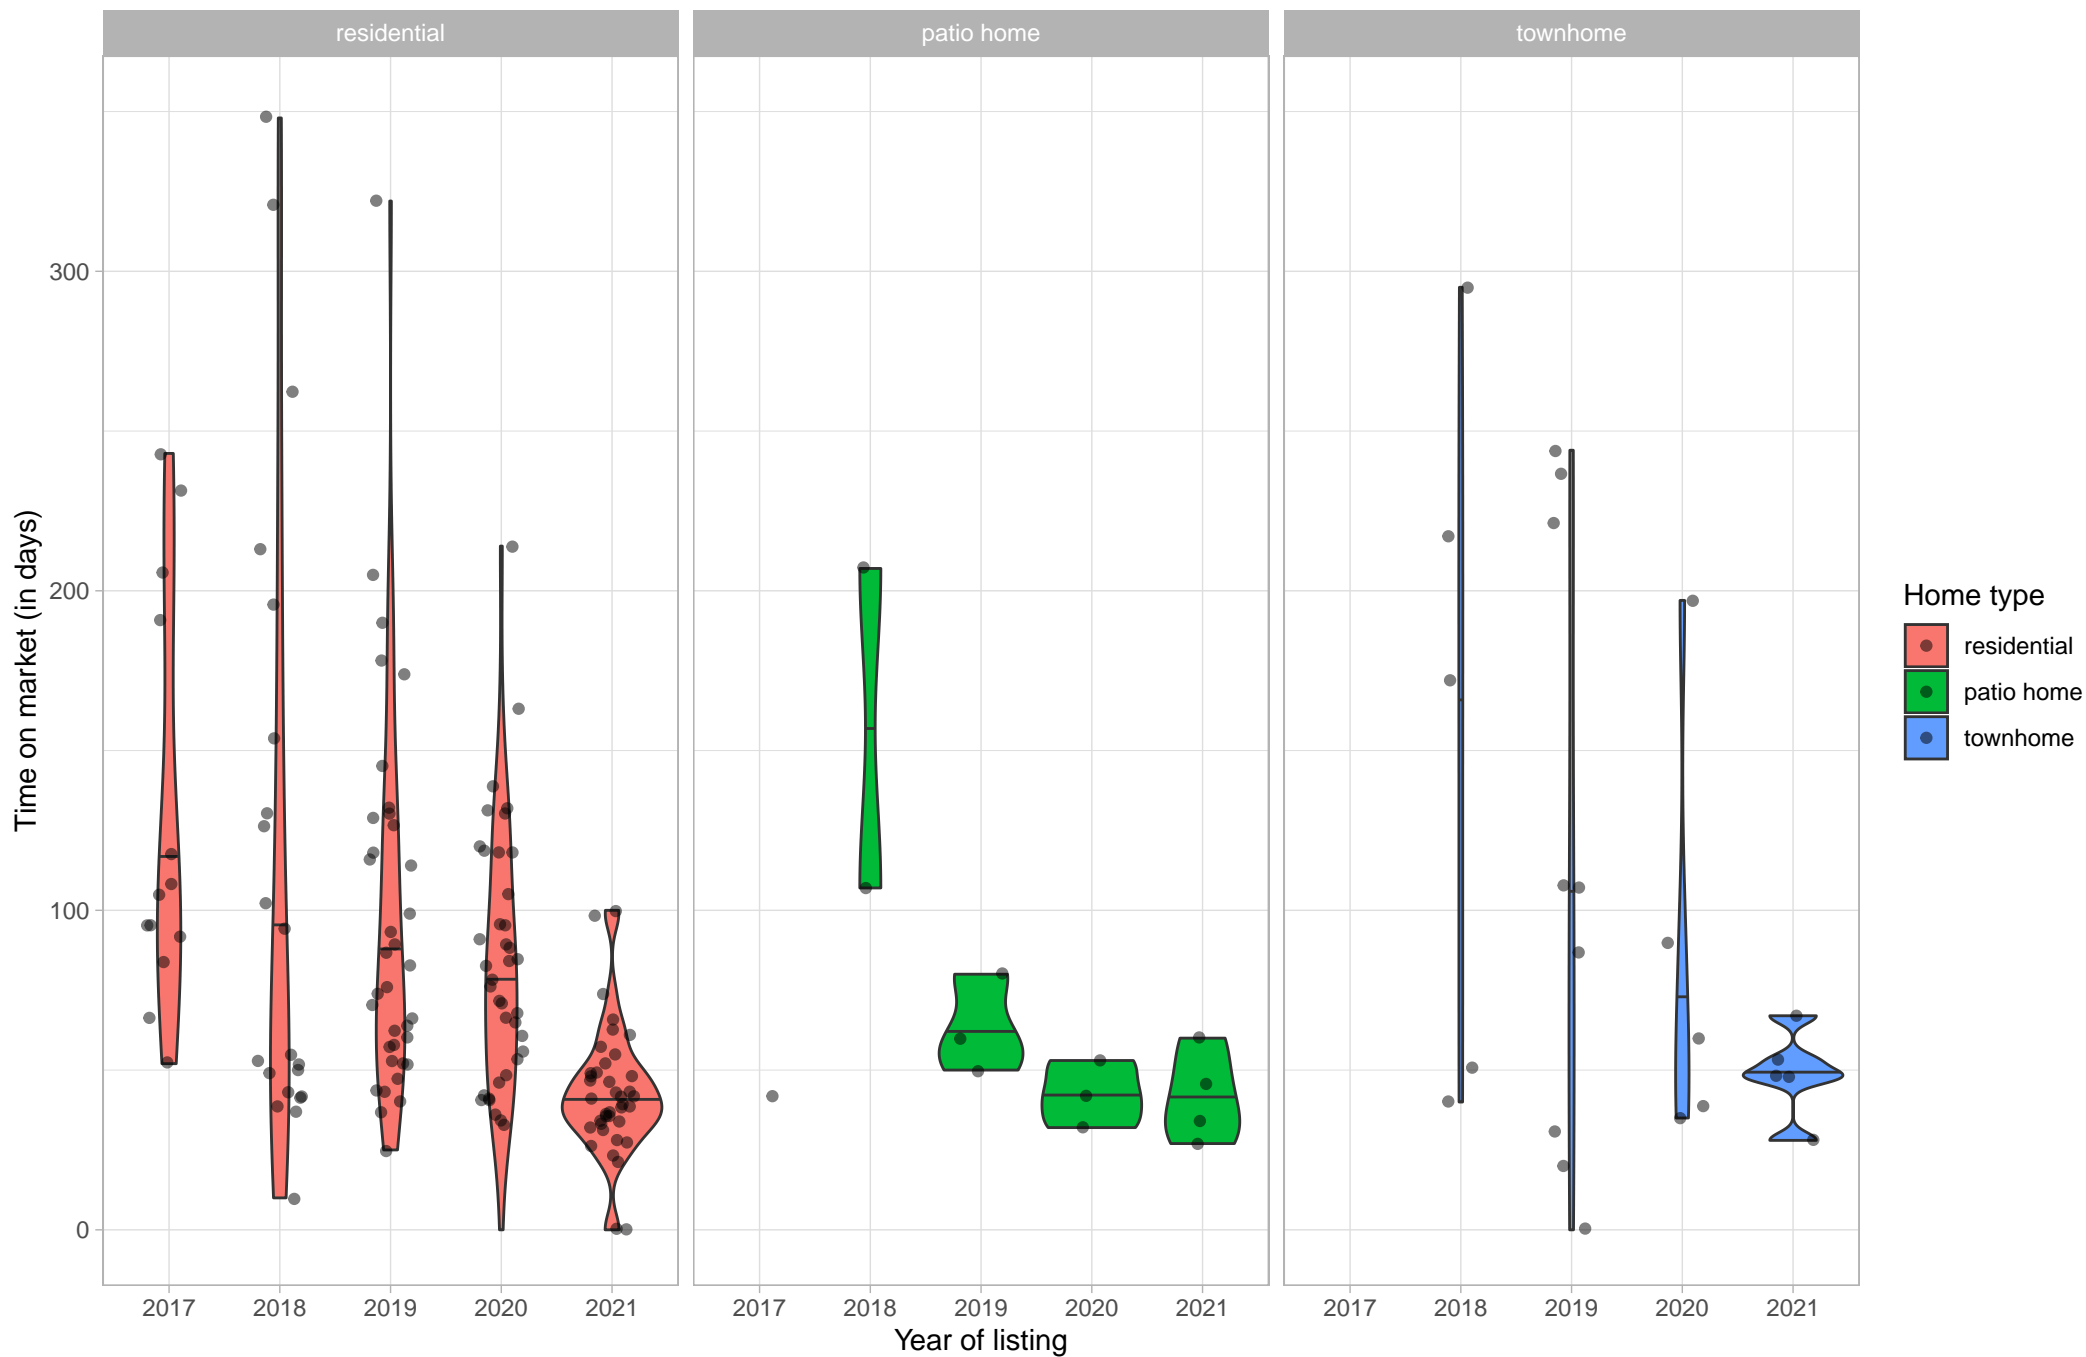 residential
patio home
townhome
Time on market (in days)
300
200
100
0
2017 2018 2019 2020 2021
2017 2018 2019 2020 2021
2017 2018 2019 2020 2021
Year of listing
Home type
residential
patio home
townhome